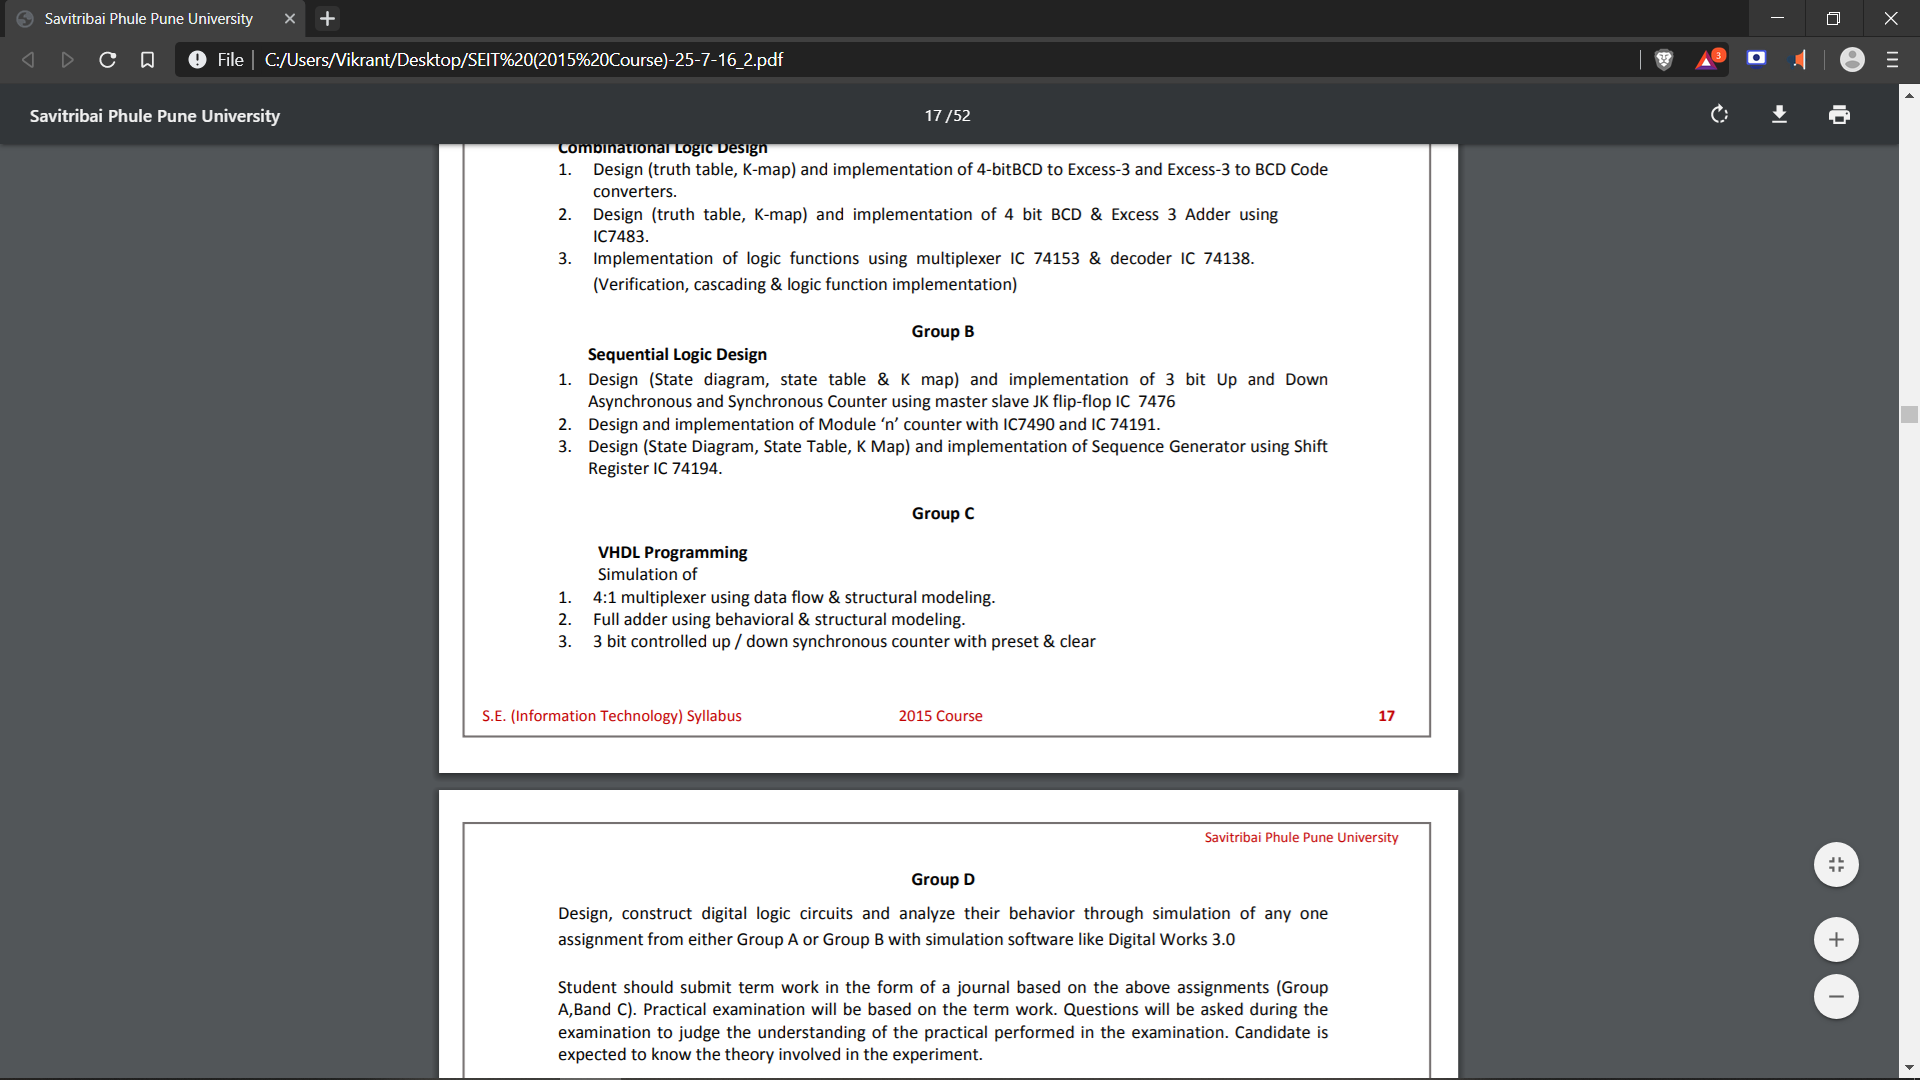 Savitribai Phule Pune University
File
C:/Users/Vikrant/Desktop/SEIT%20(2015%20Course)-25-7-16_2.pdf
3
Savitribai Phule Pune University
17 / 52
Combinational Logic Design
1. Design (truth table, K-map) and implementation of 4-bitBCD to Excess-3 and Excess-3 to BCD Code
converters.
2. Design (truth table, K-map) and implementation of 4 bit BCD & Excess 3 Adder using
IC7483.
3. Implementation of logic functions using multiplexer IC 74153 & decoder IC 74138.
(Verification, cascading & logic function implementation)
Group B
Sequential Logic Design
1. Design (State diagram, state table & K map) and implementation of 3 bit Up and Down
Asynchronous and Synchronous Counter using master slave JK flip-flop IC 7476
2. Design and implementation of Module ‘n’ counter with IC7490 and IC 74191.
3. Design (State Diagram, State Table, K Map) and implementation of Sequence Generator using Shift
Register IC 74194.
Group C
VHDL Programming
Simulation of
1. 4:1 multiplexer using data flow & structural modeling.
2. Full adder using behavioral & structural modeling.
3. 3 bit controlled up / down synchronous counter with preset & clear
S.E. (Information Technology) Syllabus 2015 Course 17
Savitribai Phule Pune University
Group D
Design, construct digital logic circuits and analyze their behavior through simulation of any one
assignment from either Group A or Group B with simulation software like Digital Works 3.0
Student should submit term work in the form of a journal based on the above assignments (Group
A,Band C). Practical examination will be based on the term work. Questions will be asked during the
examination to judge the understanding of the practical performed in the examination. Candidate is
expected to know the theory involved in the experiment.